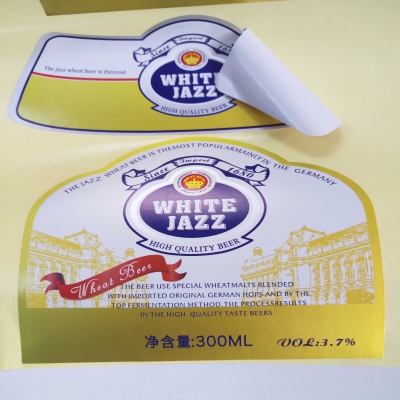 Since Import 1050
The Jazz wheat beer is themost.
WHITE
JAZZ
HIGH QUALITY BEER
THE JAZZ WHEAT BEER IS THEMOST POPULARMAINLY IN THE GERMANY
Since Import 1050
WHITE
JAZZ
HIGH QUALITY BEER
Wheat Beer
THE BEER USE SPECIAL WHEATMALTS BLENDED
WITH IMPORTED ORIGINAL GERMAN HOPS AND BY THE
TOP FERMENTATION METHOD THE PROCESSRESULTS
IN THE HIGH QUALITY TASTE BEERS.
净含量:300ML VOL:3.7%